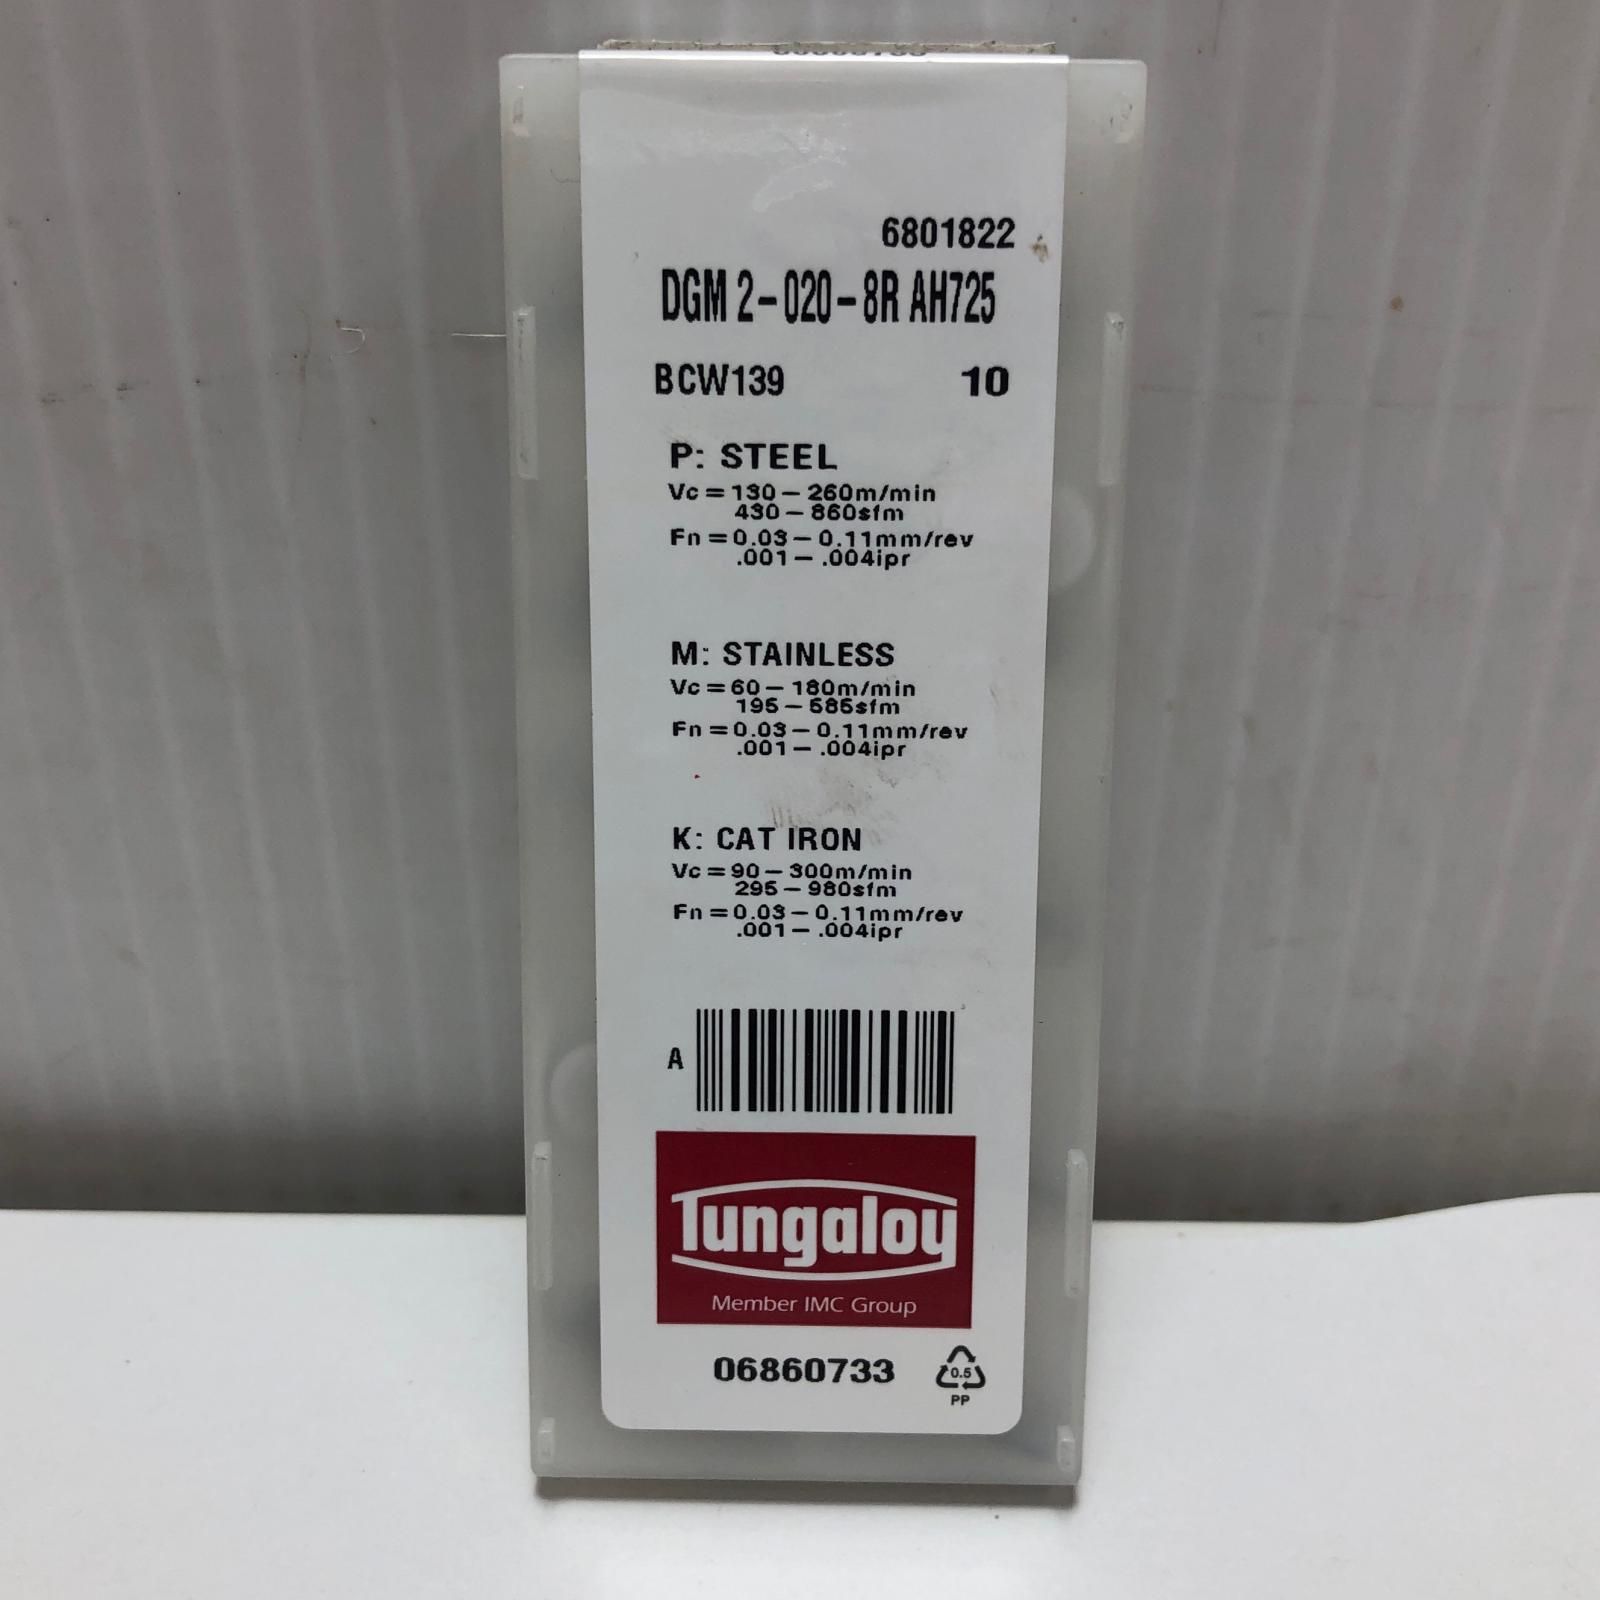 6801822
DGM 2-020-8R AH725
BCW139 10
P: STEEL
Vc=130-260m/min
430-860sfm
Fn=0.03-0.11mm/rev
.001-.004ipr
M: STAINLESS
Vc=60-180m/min
195-585sfm
Fn=0.03-0.11mm/rev
.001-.004ipr
K: CAT IRON
Vc=90-300m/min
295-980sfm
Fn=0.03-0.11mm/rev
.001-.004ipr
A
Tungaloy
Member IMC Group
06860733
0.5
PP